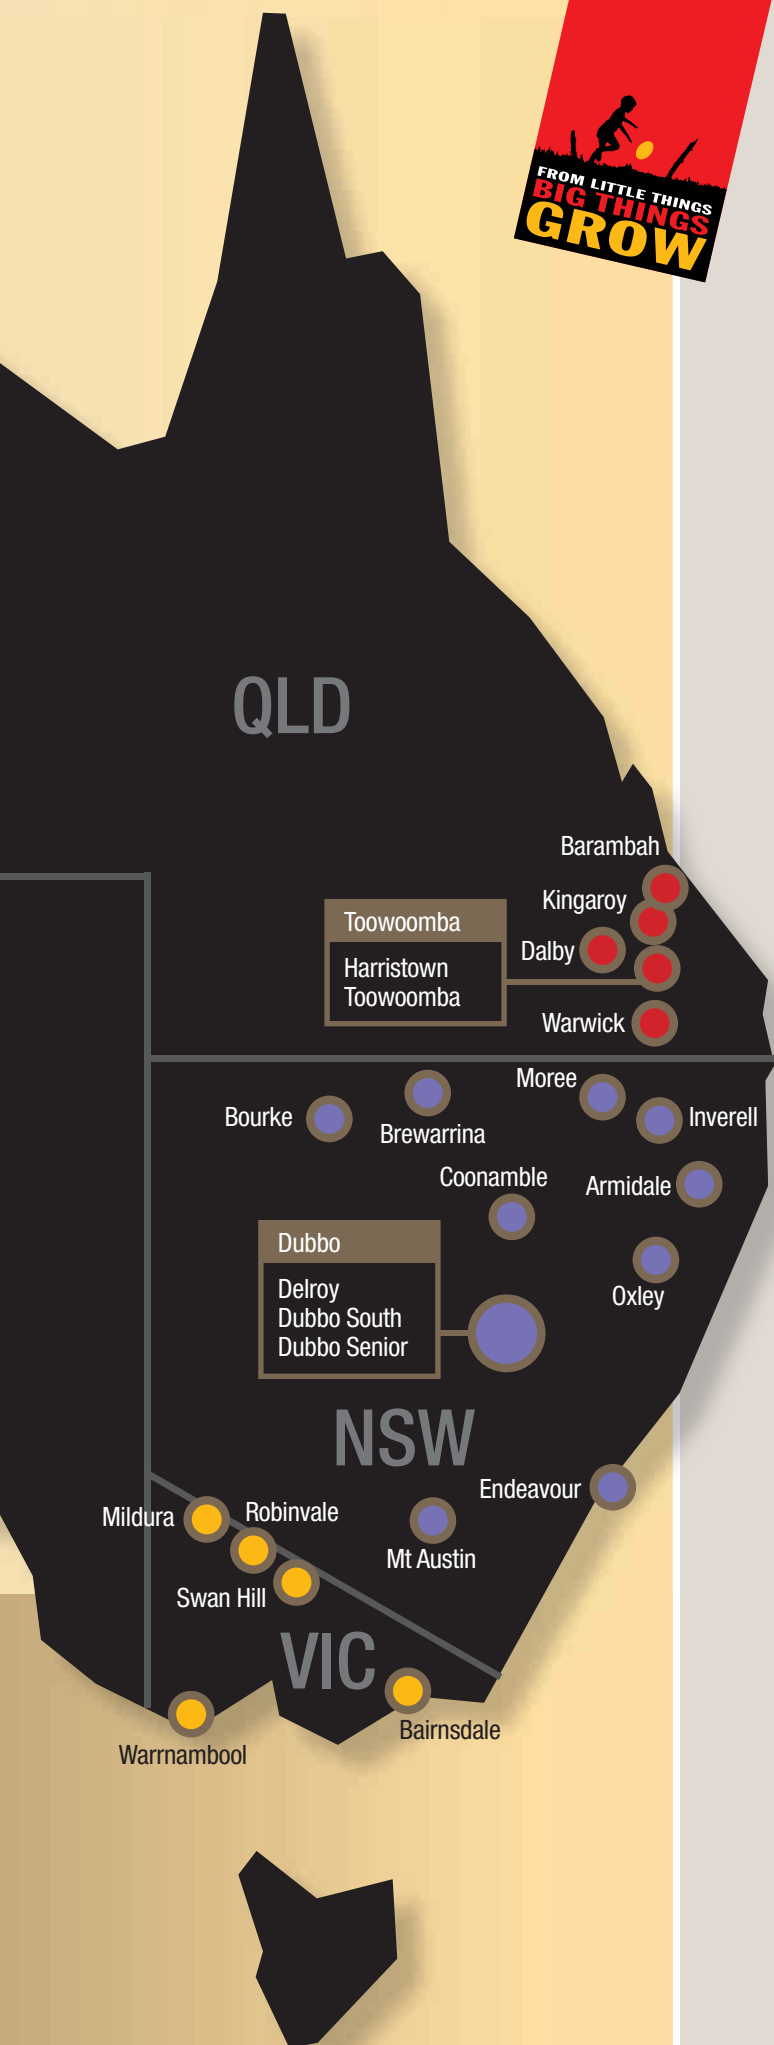 FROM LITTLE THINGS
BIG THINGS
GROW
QLD
Barambah
Kingaroy
Toowoomba
Dalby
Harristown
Toowoomba
Warwick
Moree
Bourke
Inverell
Brewarrina
Coonamble
Armidale
Dubbo
Delroy
Oxley
Dubbo South
Dubbo Senior
NSW
Endeavour
Mildura
Robinvale
Mt Austin
Swan Hill
VIC
Bairnsdale
Warrnambool